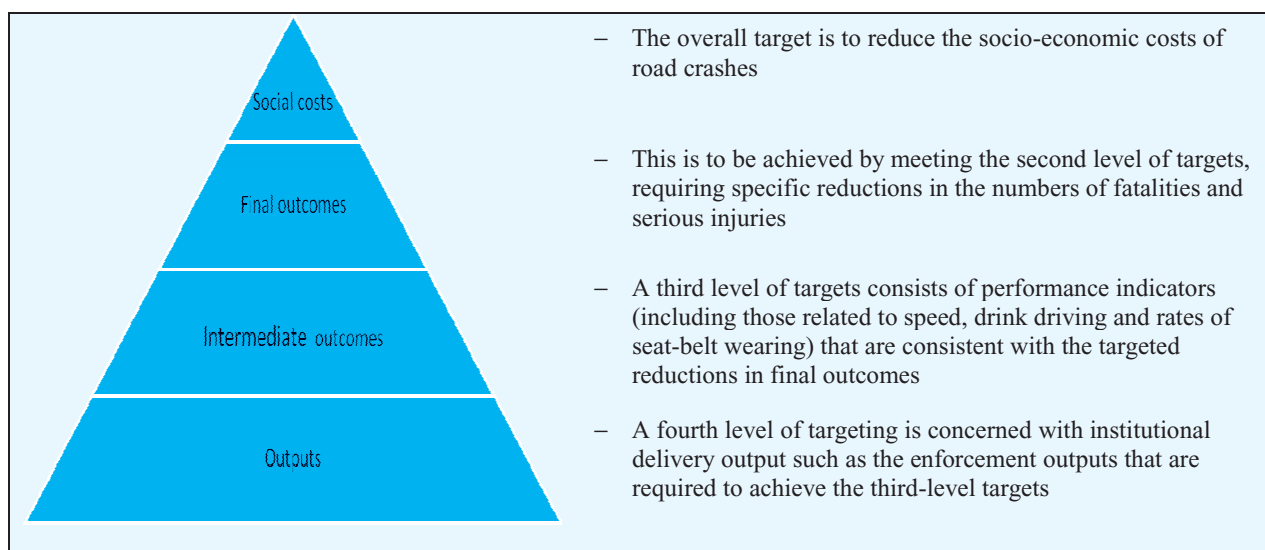 Social costs
Final outcomes
Intermediate outcomes
Outputs
– The overall target is to reduce the socio-economic costs of
road crashes
– This is to be achieved by meeting the second level of targets,
requiring specific reductions in the numbers of fatalities and
serious injuries
– A third level of targets consists of performance indicators
(including those related to speed, drink driving and rates of
seat-belt wearing) that are consistent with the targeted
reductions in final outcomes
– A fourth level of targeting is concerned with institutional
delivery output such as the enforcement outputs that are
required to achieve the third-level targets